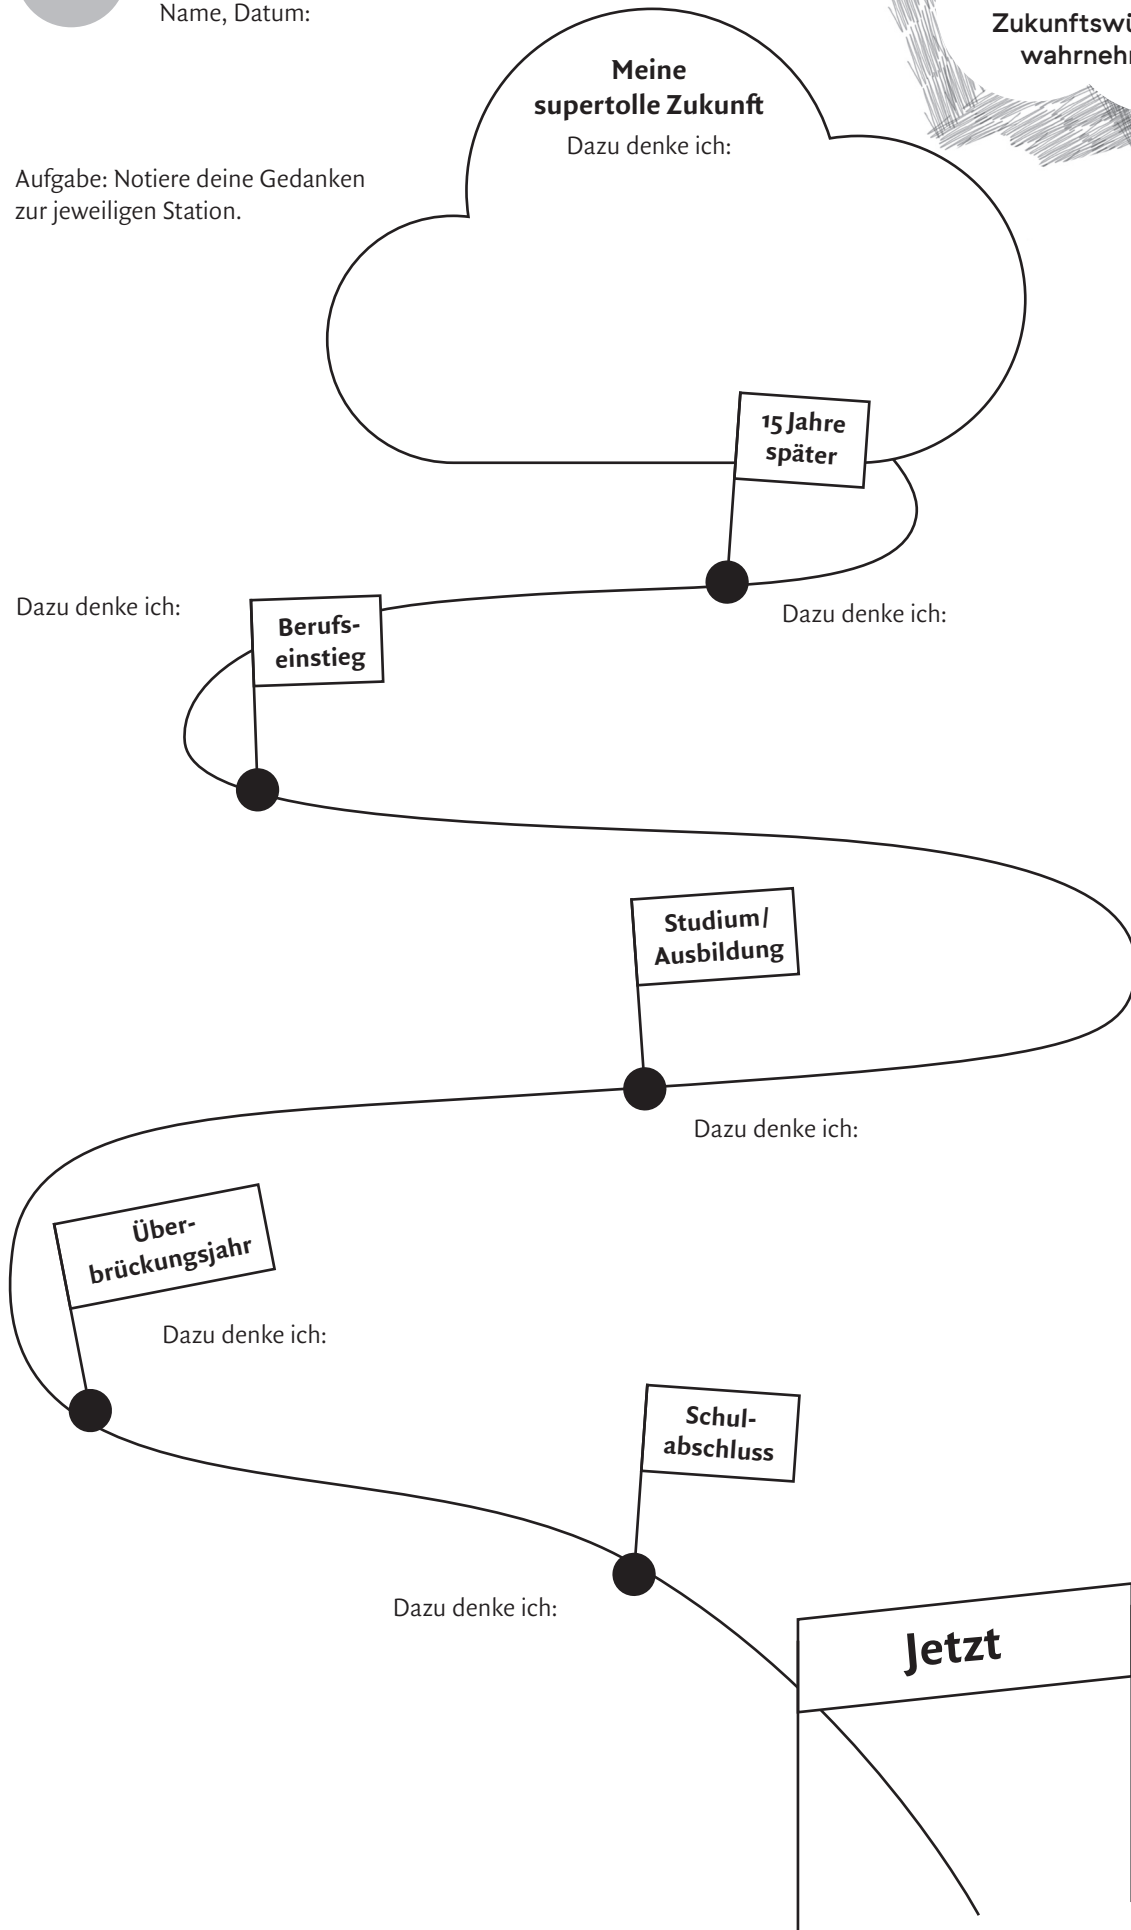 Name, Datum:
Zukunftswü
wahrnehm
Meine
supertolle Zukunft
Dazu denke ich:
Aufgabe: Notiere deine Gedanken
zur jeweiligen Station.
15 Jahre
später
Dazu denke ich:
Dazu denke ich:
Berufs-
einstieg
Studium/
Ausbildung
Dazu denke ich:
Über-
brückungsjahr
Dazu denke ich:
Schul-
abschluss
Dazu denke ich:
Jetzt